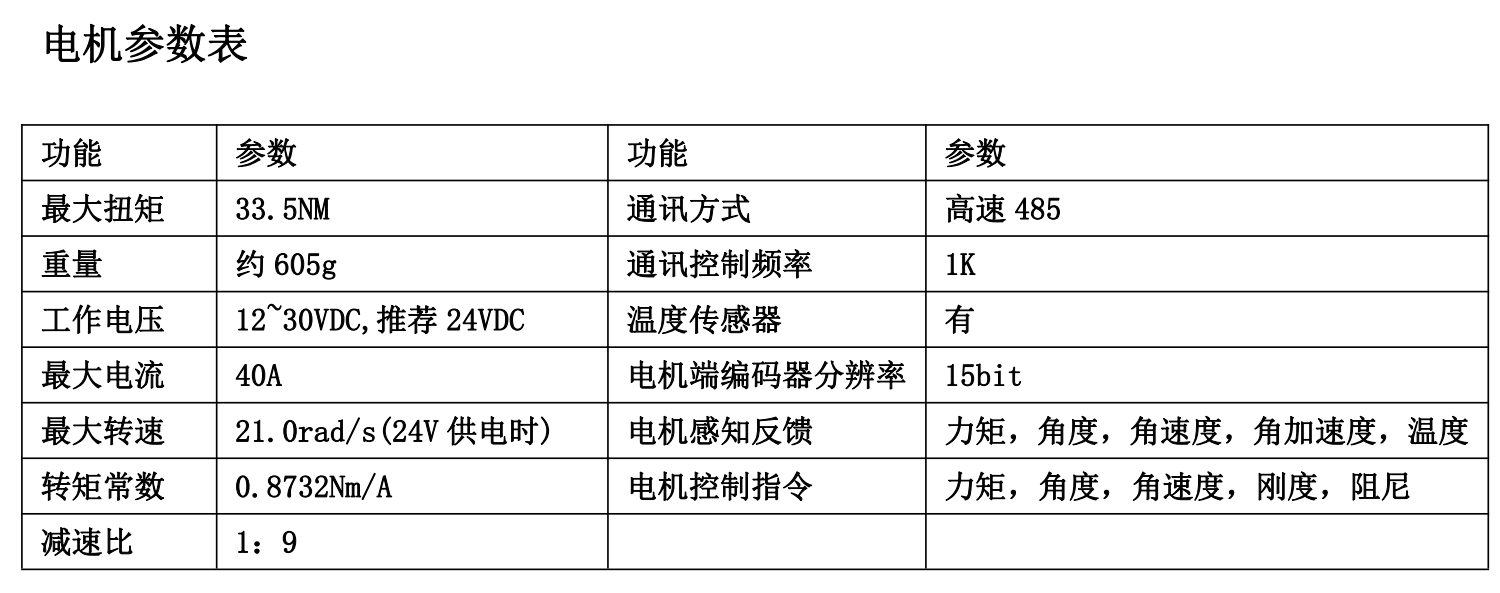 电机参数表
功能 参数 功能 参数
最大扭矩 33.5NM 通讯方式 高速 485
重量 约 605g 通讯控制频率 1K
工作电压 12~30VDC,推荐 24VDC 温度传感器 有
最大电流 40A 电机端编码器分辨率 15bit
最大转速 21.0rad/s(24V 供电时) 电机感知反馈 力矩，角度，角速度，角加速度，温度
转矩常数 0.8732Nm/A 电机控制指令 力矩，角度，角速度，刚度，阻尼
减速比 1：9